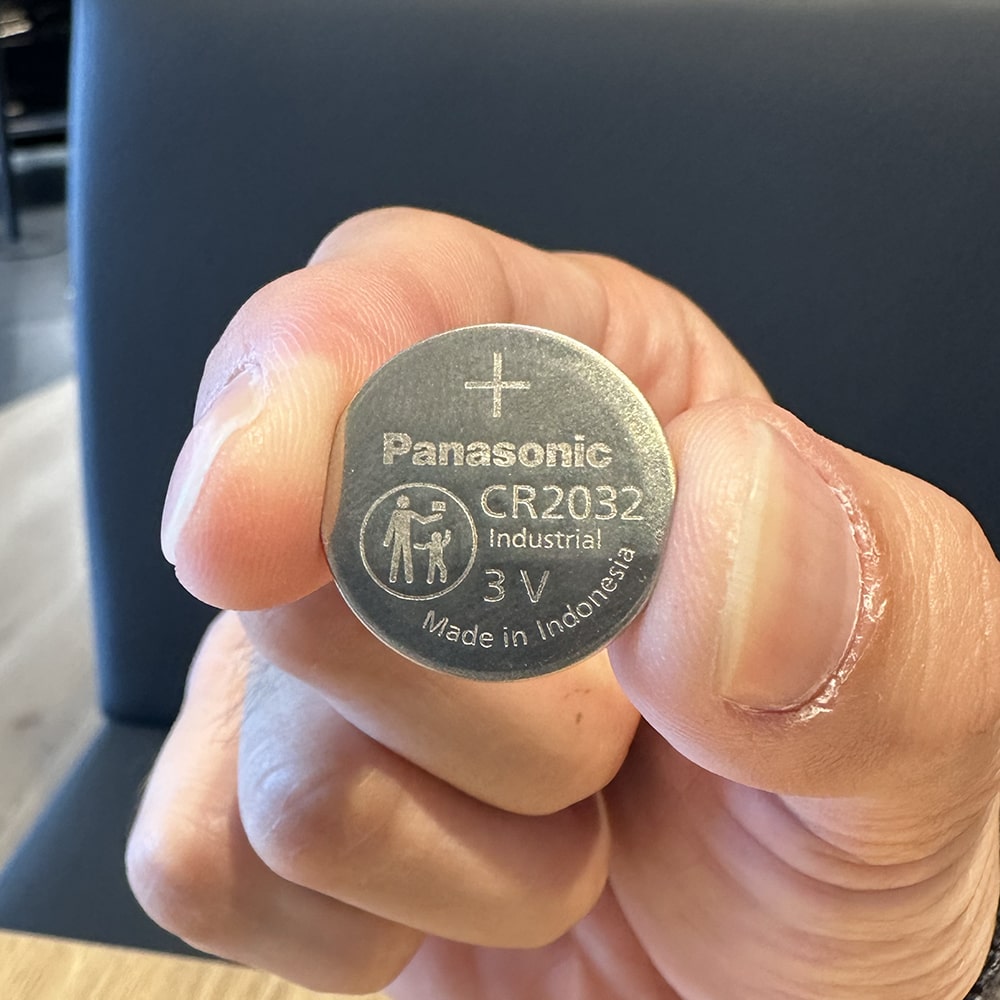 +
Panasonic
CR2032
Industrial
3 V
Made in Indonesia